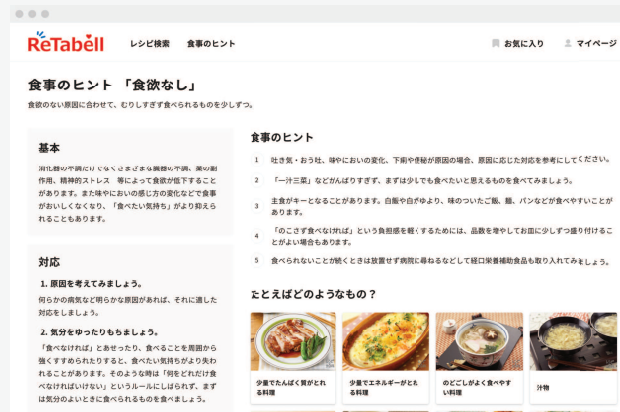 ReTabell
レシピ検索 食事のヒント
お気に入り マイページ
食事のヒント 「食欲なし」
食欲のない原因に合わせて、むりしすぎず食べられるものを少しずつ。
基本
消化器の不調だけでなくさまざまな臓器の不調、薬の副
作用、精神的ストレス 等によって食欲が低下すること
があります。また味やにおいの感じ方の変化などで食事
がおいしくなくなり、「食べたい気持ち」がより抑えら
れることもあります。
対応
1. 原因を考えてみましょう。
何らかの病気など明らかな原因があれば、それに適した
対応をしましょう。
2. 気分をゆったりもちましょう。
「食べなければ」とあせったり、食べることを周囲から
強くすすめられたりすると、食べたい気持ちがより失わ
れることがあります。そのような時は「何をどれだけ食
べなければいけない」というルールにしばられず、まず
は気分のよいときに食べられるものを食べましょう。
食事のヒント
1 吐き気・おう吐、味やにおいの変化、下痢や便秘が原因の場合、原因に応じた対応を参考にしてください。
2 「一汁三菜」などがんばりすぎず、まずは少しでも食べたいと思えるものを食べてみましょう。
3 主食がキーとなることがあります。白飯や白がゆより、味のついたご飯、麺、パンなどが食べやすいことが
あります。
4 「のこさず食べなければ」という負担感を軽くするためには、品数を増やしてお皿に少しずつ盛り付けるこ
とがよい場合もあります。
5 食べられないことが続くときは放置せず病院に尋ねるなどして経口栄養補助食品も取り入れてみましょう。
たとえばどのようなもの？
少量でたんぱく質がとれ
る料理
少量でエネルギーがとれ
る料理
のどごしがよく食べやす
い料理
汁物